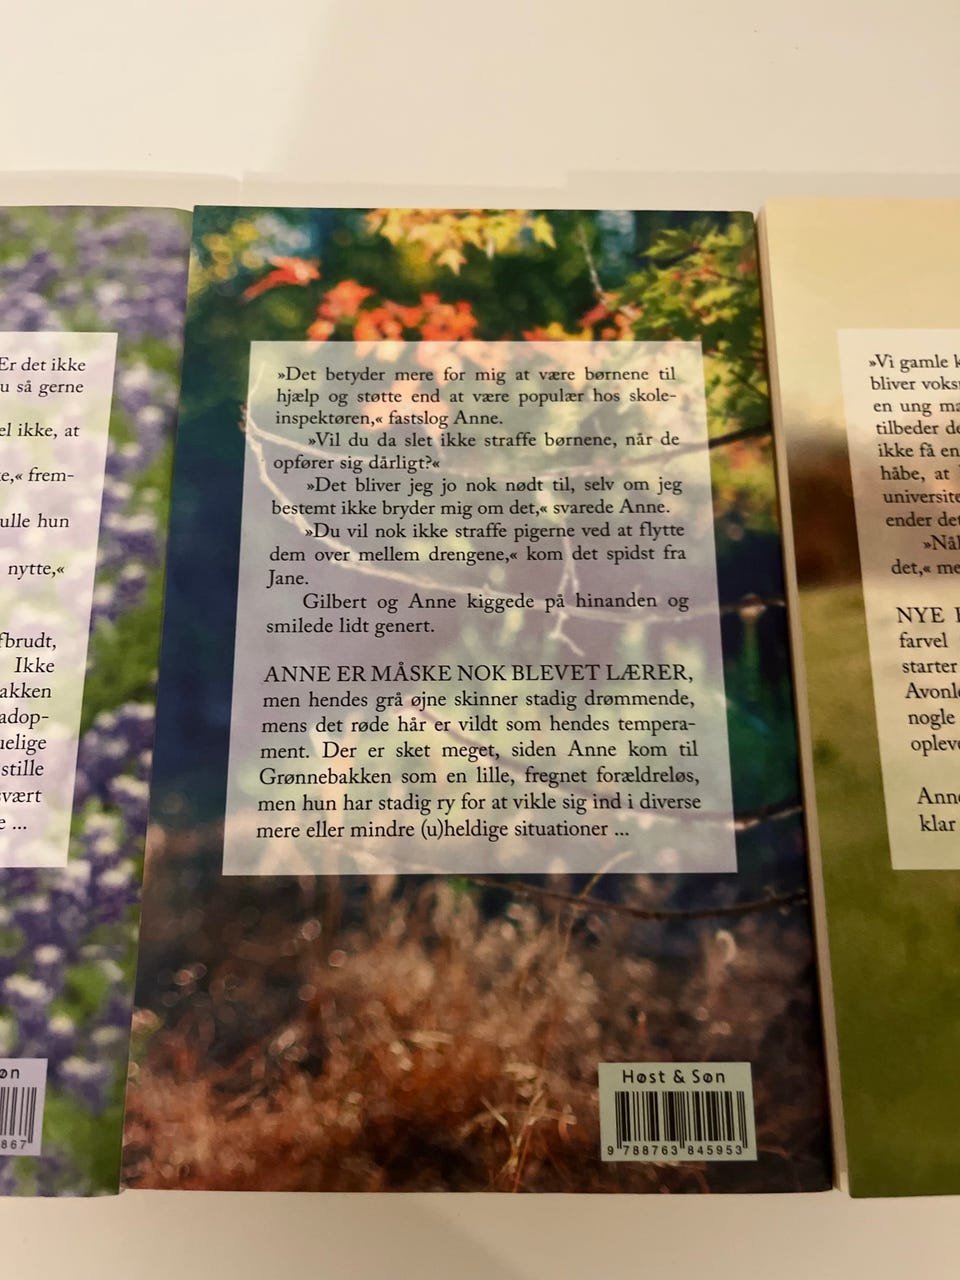 Er det ikke
u så gerne
el ikke, at
e,« frem-
ulle hun
nytte,«
fbrudt,
Ikke
akken
adop-
uelige
stille
svært
e ...
øn
867
»Det betyder mere for mig at være børnene til
hjælp og støtte end at være populær hos skole-
inspektøren,« fastslog Anne.
»Vil du da slet ikke straffe børnene, når de
opfører sig dårligt?«
»Det bliver jeg jo nok nødt til, selv om jeg
bestemt ikke bryder mig om det,« svarede Anne.
»Du vil nok ikke straffe pigerne ved at flytte
dem over mellem drengene,« kom det spidst fra
Jane.
Gilbert og Anne kiggede på hinanden og
smilede lidt genert.
ANNE ER MÅSKE NOK BLEVET LÆRER,
men hendes grå øjne skinner stadig drømmende,
mens det røde hår er vildt som hendes tempera-
ment. Der er sket meget, siden Anne kom til
Grønnebakken som en lille, fregnet forældreløs,
men hun har stadig ry for at vikle sig ind i diverse
mere eller mindre (u)heldige situationer ...
Høst & Søn
9 788763 845953
»Vi gamle k
bliver voks
en ung ma
tilbeder de
ikke få en
håbe, at
universite
ender det
»Nål
det,« me
NYE
farvel
starter
Avonle
nogle
opleve
Anne
klar